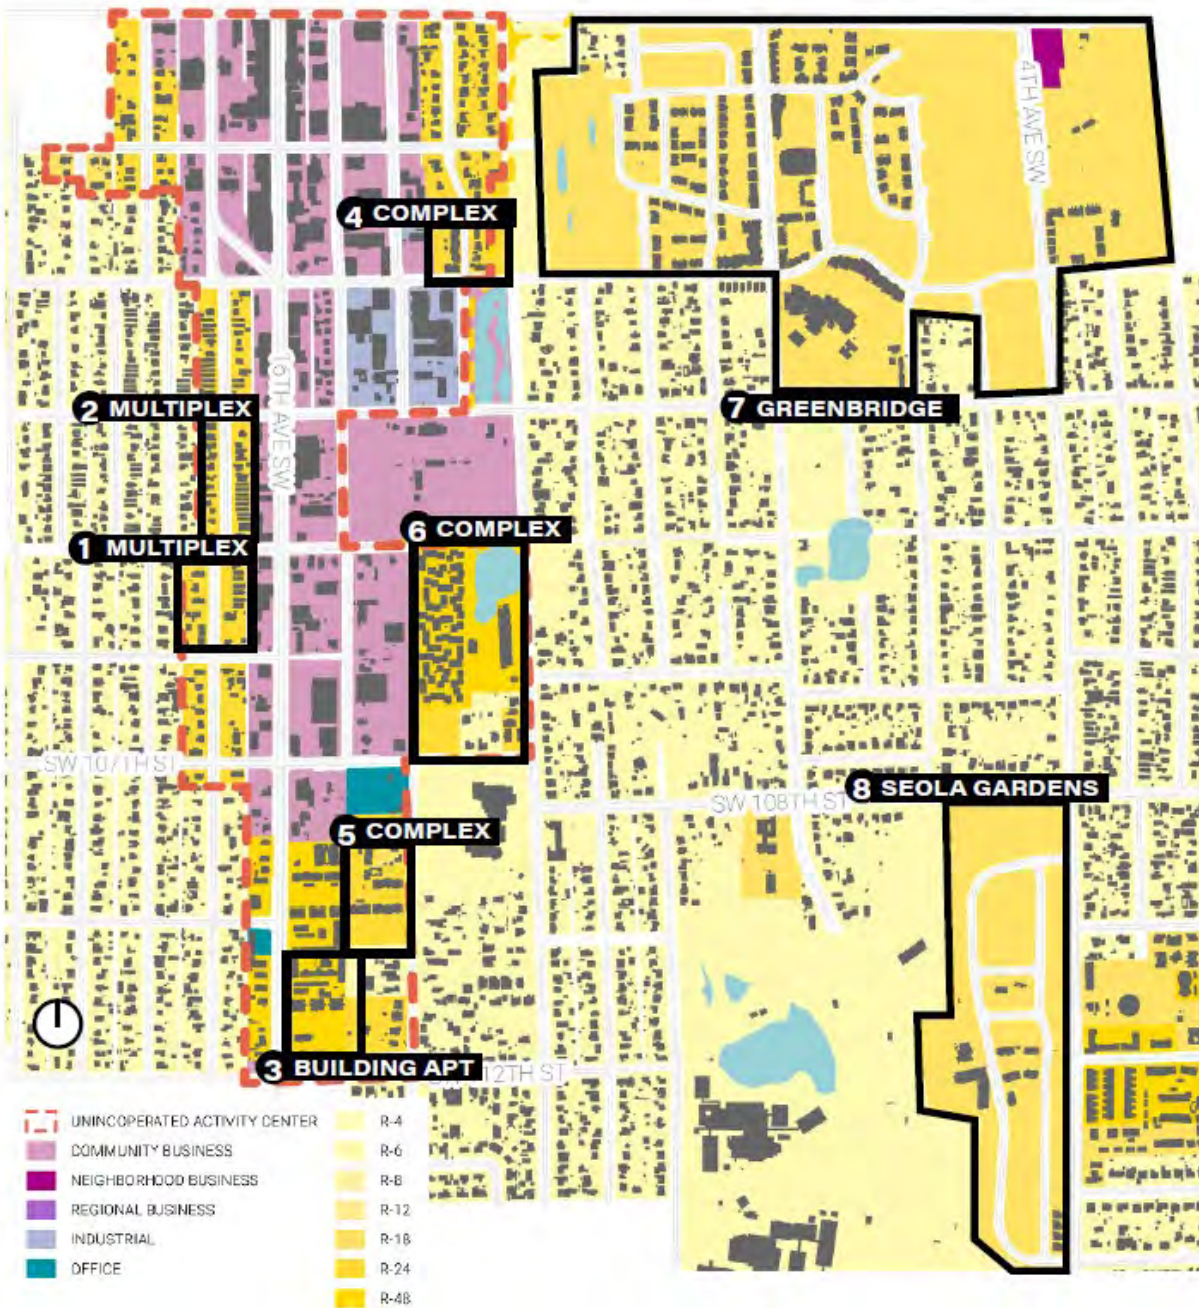 4TH AVE SW
4 COMPLEX
16TH AVE SW
2 MULTIPLEX
7 GREENBRIDGE
6 COMPLEX
1 MULTIPLEX
SW 107TH ST
8 SEOLA GARDENS
SW 108TH ST
5 COMPLEX
3 BUILDING APT
12TH ST
UNINCOPERATED ACTIVITY CENTER
COMMUNITY BUSINESS
NEIGHBORHOOD BUSINESS
REGIONAL BUSINESS
INDUSTRIAL
OFFICE
R-4
R-6
R-8
R-12
R-18
R-24
R-48